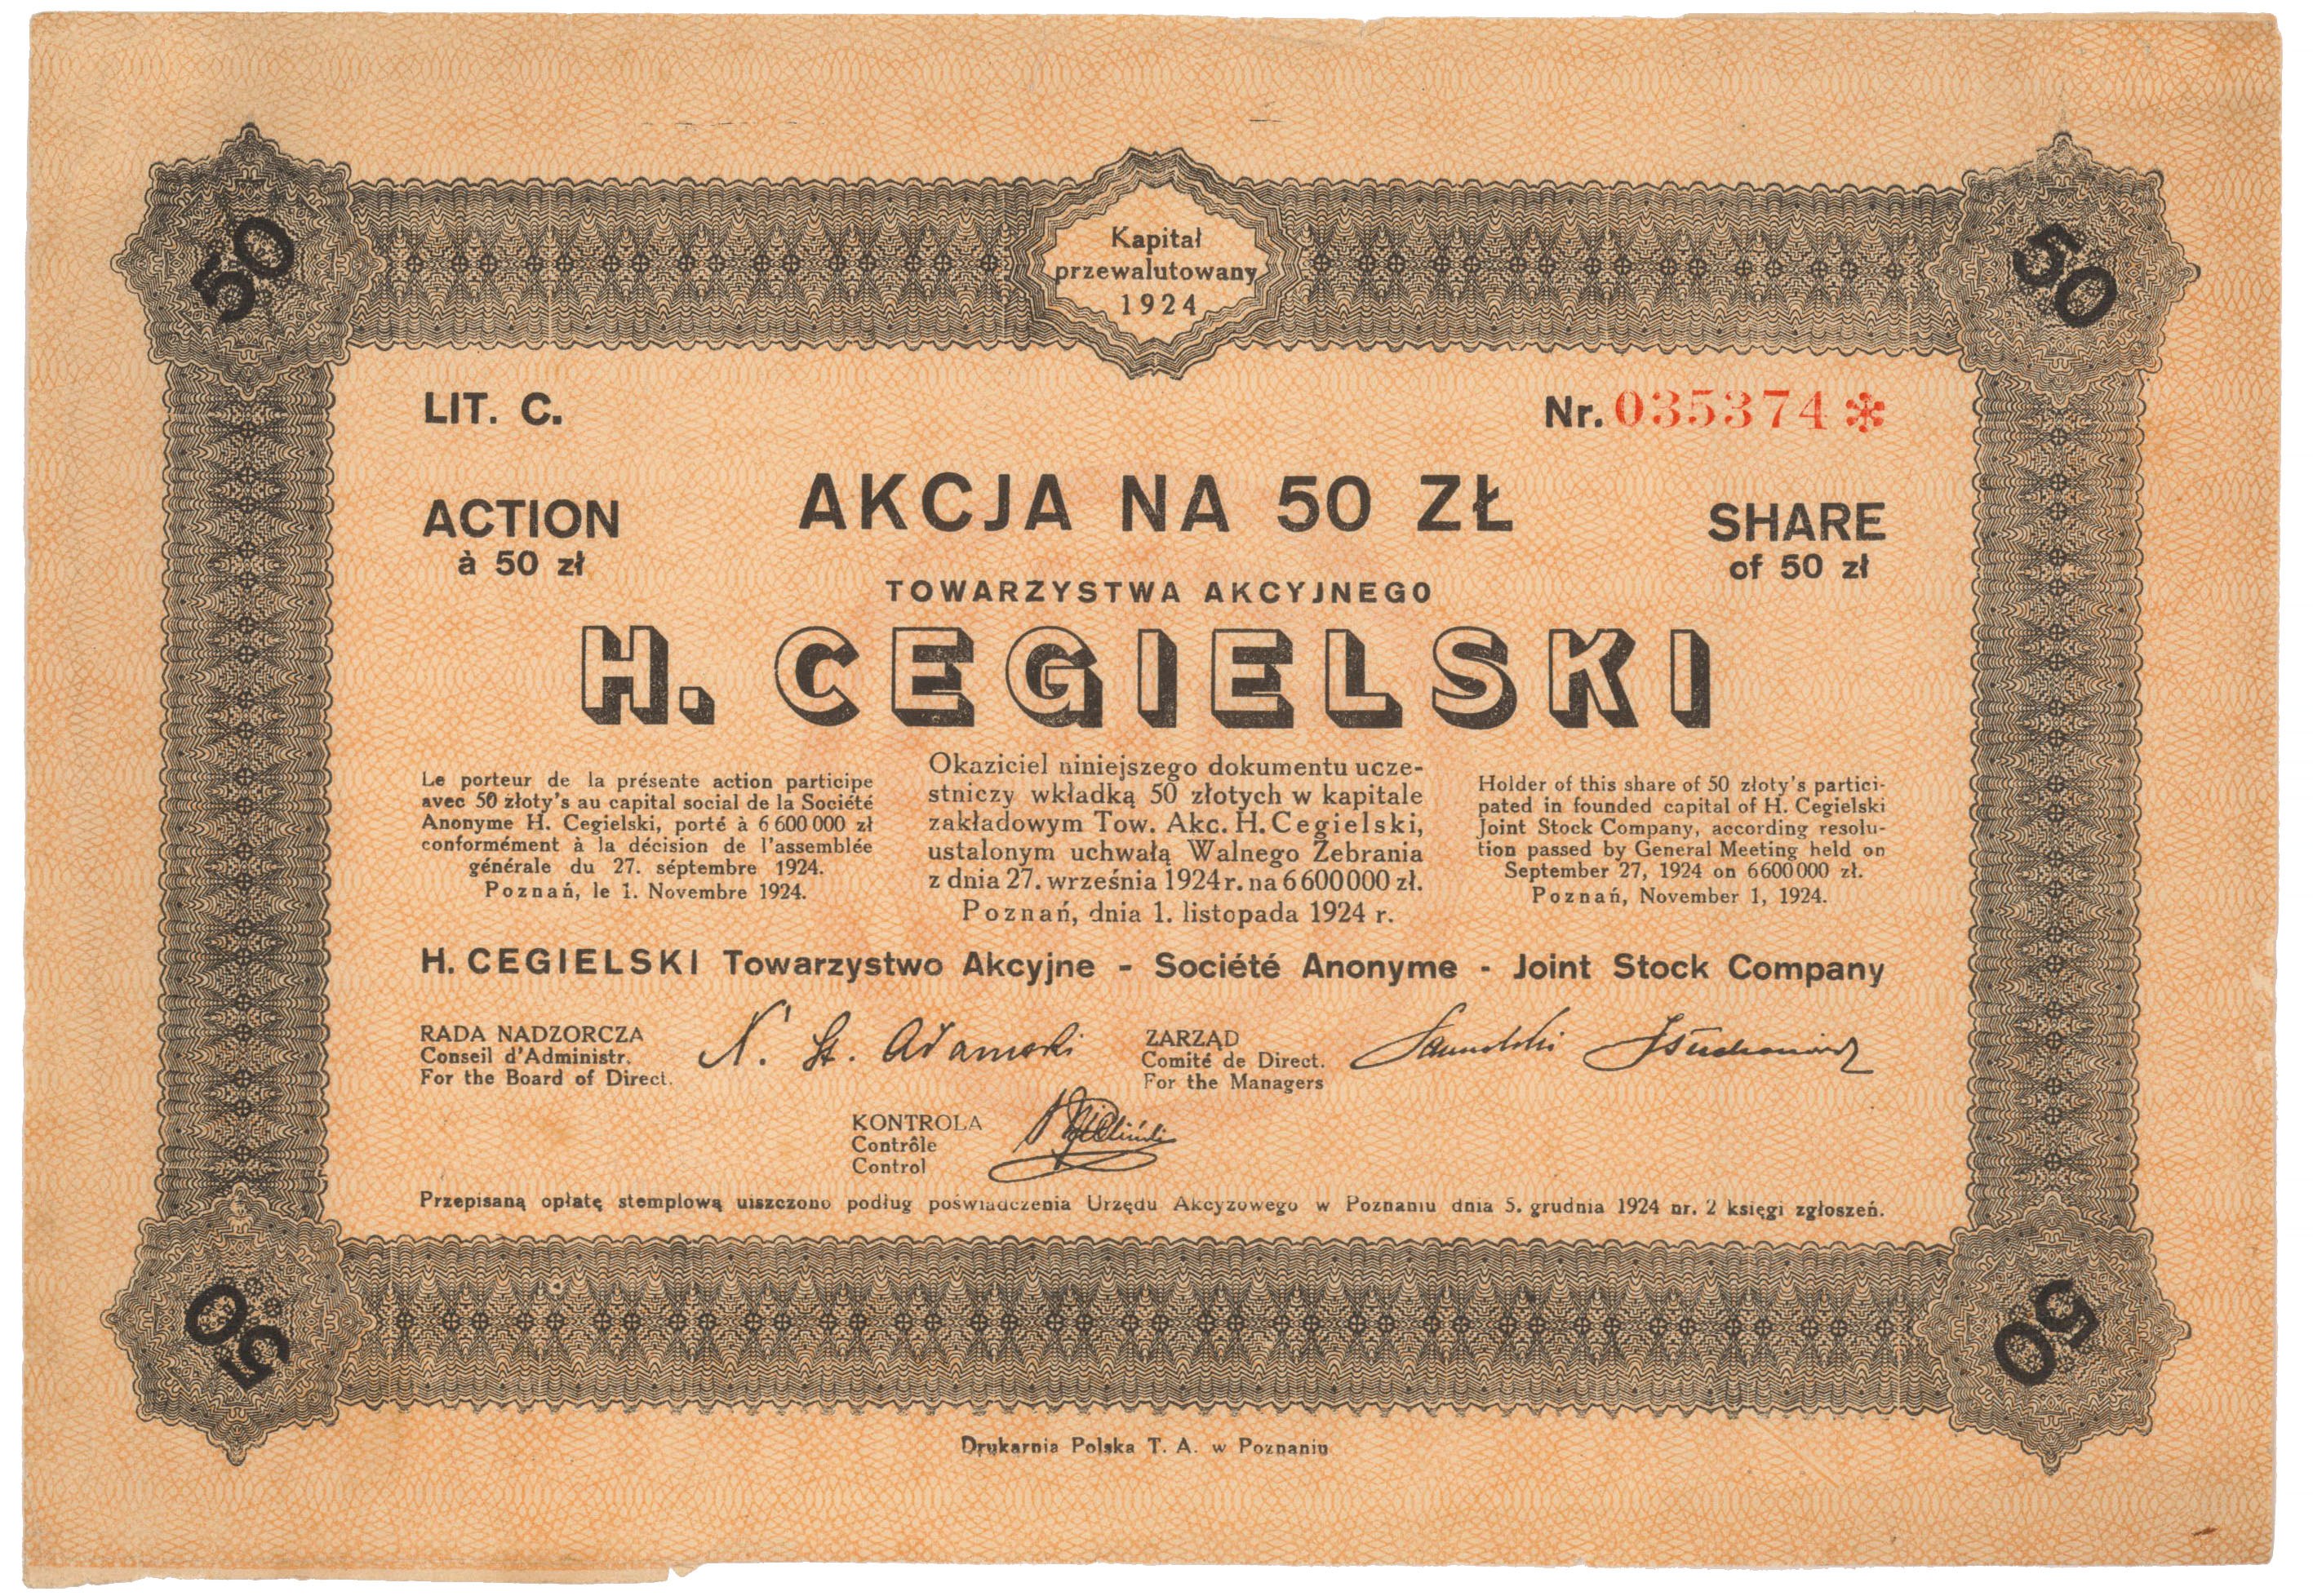 50
50
Kapitał
przewalutowany
1924
LIT. C.
Nr. 035374 *
ACTION
à 50 zł
AKCJA NA 50 ZŁ
SHARE
of 50 zł
TOWARZYSTWA AKCYJNEGO
H. CEGIELSKI
Le porteur de la présente action participe
avec 50 złoty's au capital social de la Société
Anonyme H. Cegielski, porté à 6 600 000 zł
conformément à la décision de l'assemblée
générale du 27. séptembre 1924.
Poznań, le 1. Novembre 1924.
Okaziciel niniejszego dokumentu ucze-
stniczy wkładką 50 złotych w kapitale
zakładowym Tow. Akc. H. Cegielski,
ustalonym uchwałą Walnego Zebrania
z dnia 27. września 1924 r. na 6 600 000 zł.
Poznań, dnia 1. listopada 1924 r.
Holder of this share of 50 złoty's partici-
pated in founded capital of H. Cegielski
Joint Stock Company, according resolu-
tion passed by General Meeting held on
September 27, 1924 on 6 600 000 zł.
Poznań, November 1, 1924.
H. CEGIELSKI Towarzystwo Akcyjne - Société Anonyme - Joint Stock Company
RADA NADZORCZA
Conseil d'Administr.
For the Board of Direct.
St. Adamski
ZARZĄD
Comité de Direct.
For the Managers
KONTROLA
Contrôle
Control
Przepisaną opłatę stemplową uiszczono podług poświadczenia Urzędu Akcyzowego w Poznaniu dnia 5. grudnia 1924 nr. 2 księgi zgłoszeń.
50
50
Drukarnia Polska T. A. w Poznaniu